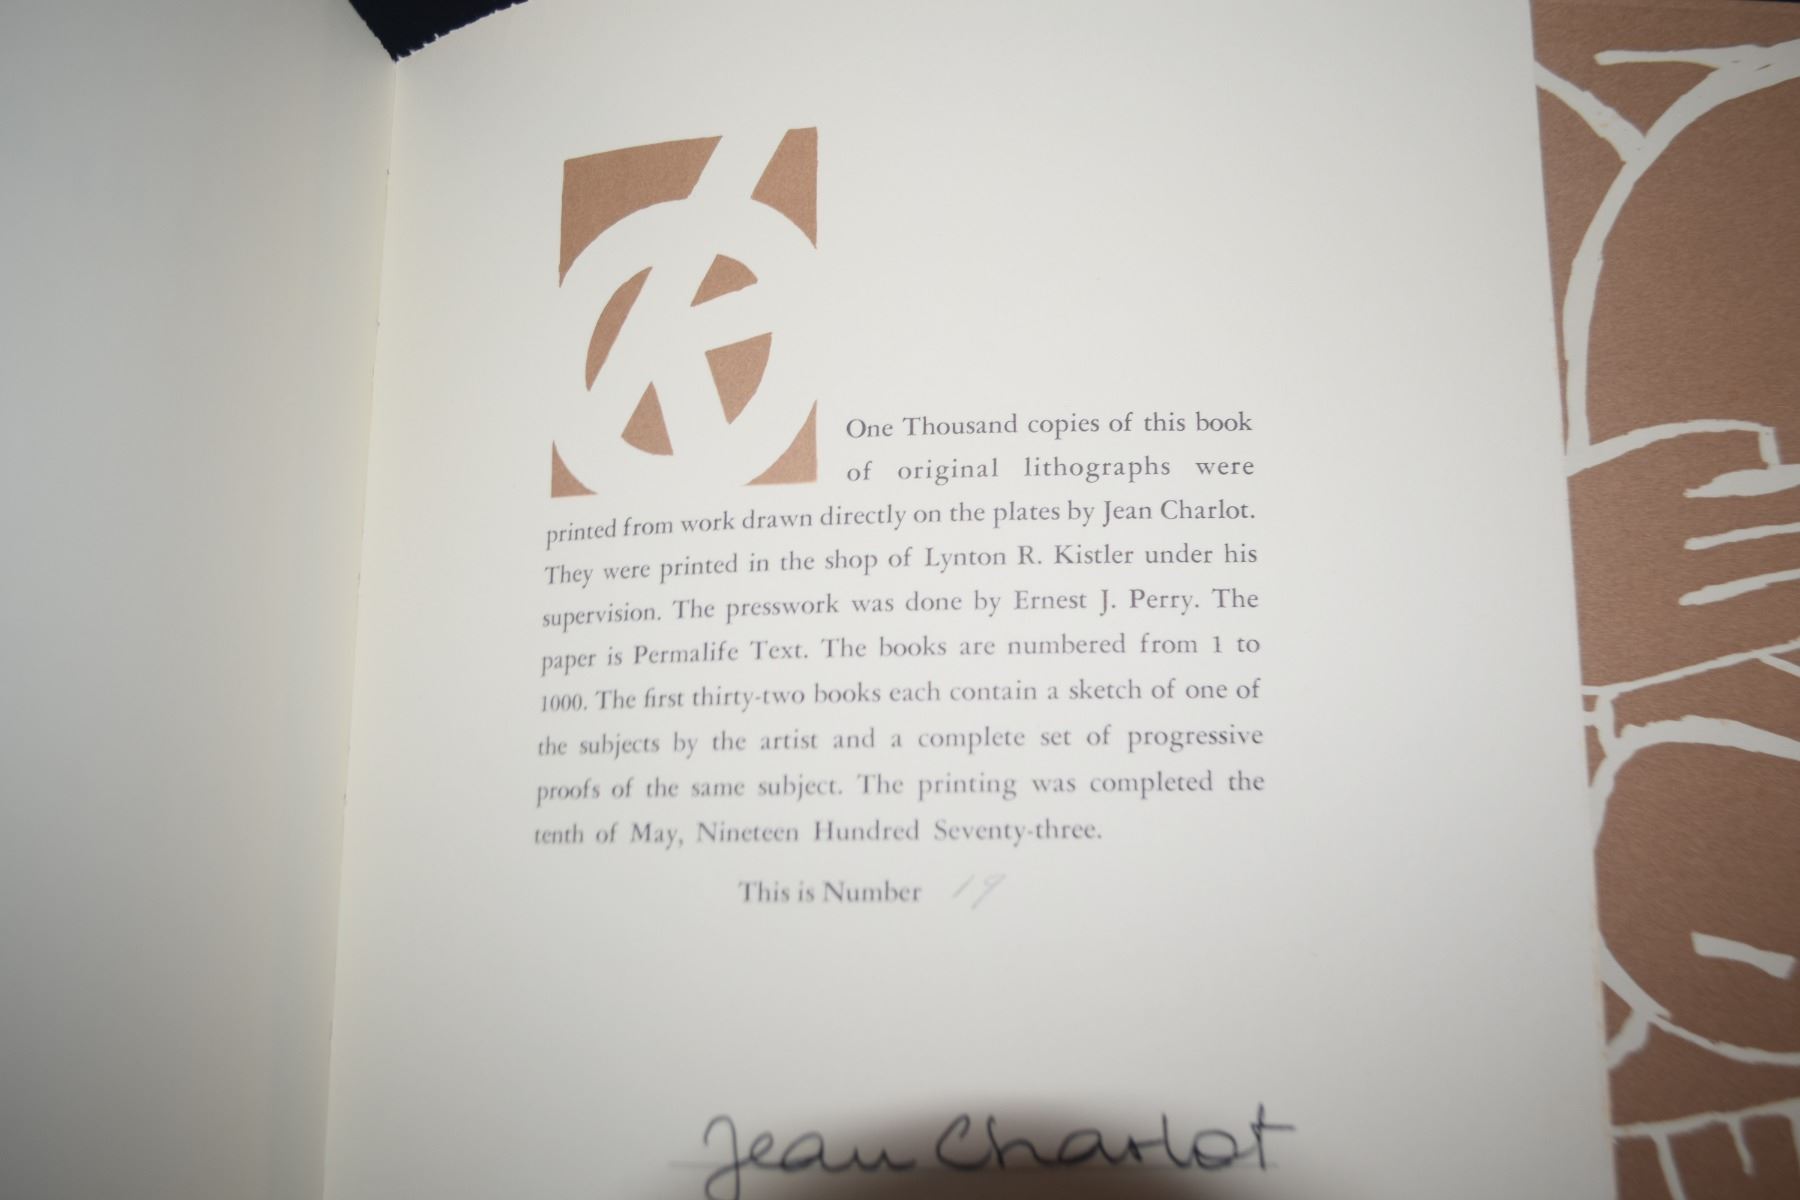 One Thousand copies of this book
of original lithographs were
printed from work drawn directly on the plates by Jean Charlot.
They were printed in the shop of Lynton R. Kistler under his
supervision. The presswork was done by Ernest J. Perry. The
paper is Permalife Text. The books are numbered from 1 to
1000. The first thirty-two books each contain a sketch of one of
the subjects by the artist and a complete set of progressive
proofs of the same subject. The printing was completed the
tenth of May, Nineteen Hundred Seventy-three.
This is Number 19
Jean Charlot